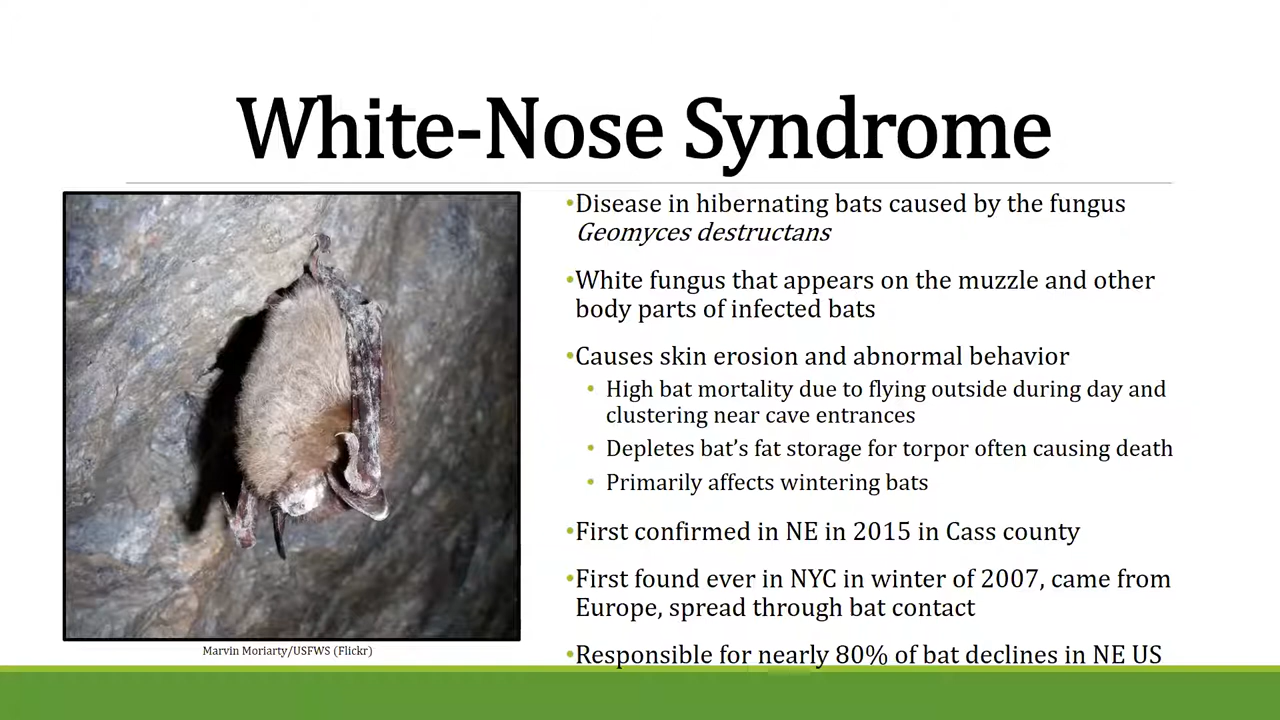 White-Nose Syndrome
•Disease in hibernating bats caused by the fungus
Geomyces destructans
•White fungus that appears on the muzzle and other
body parts of infected bats
•Causes skin erosion and abnormal behavior
• High bat mortality due to flying outside during day and
clustering near cave entrances
• Depletes bat’s fat storage for torpor often causing death
• Primarily affects wintering bats
•First confirmed in NE in 2015 in Cass county
•First found ever in NYC in winter of 2007, came from
Europe, spread through bat contact
•Responsible for nearly 80% of bat declines in NE US
Marvin Moriarty/USFWS (Flickr)